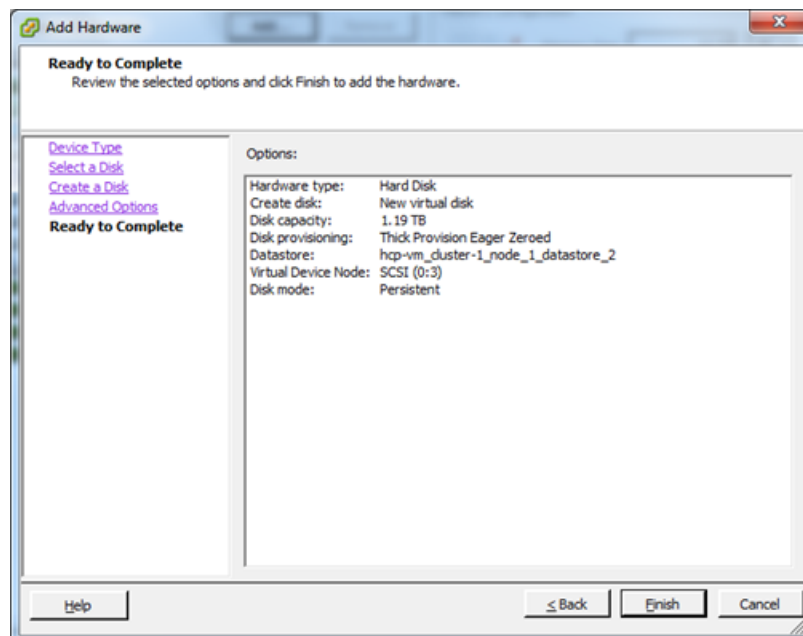 Add Hardware
Ready to Complete
Review the selected options and click Finish to add the hardware.
Device Type
Select a Disk
Create a Disk
Advanced Options
Ready to Complete
Options:
Hardware type: Hard Disk
Create disk: New virtual disk
Disk capacity: 1.19 TB
Disk provisioning: Thick Provision Eager Zeroed
Datastore: hcp-vm_cluster-1_node_1_datastore_2
Virtual Device Node: SCSI (0:3)
Disk mode: Persistent
Help
< Back
Finish
Cancel